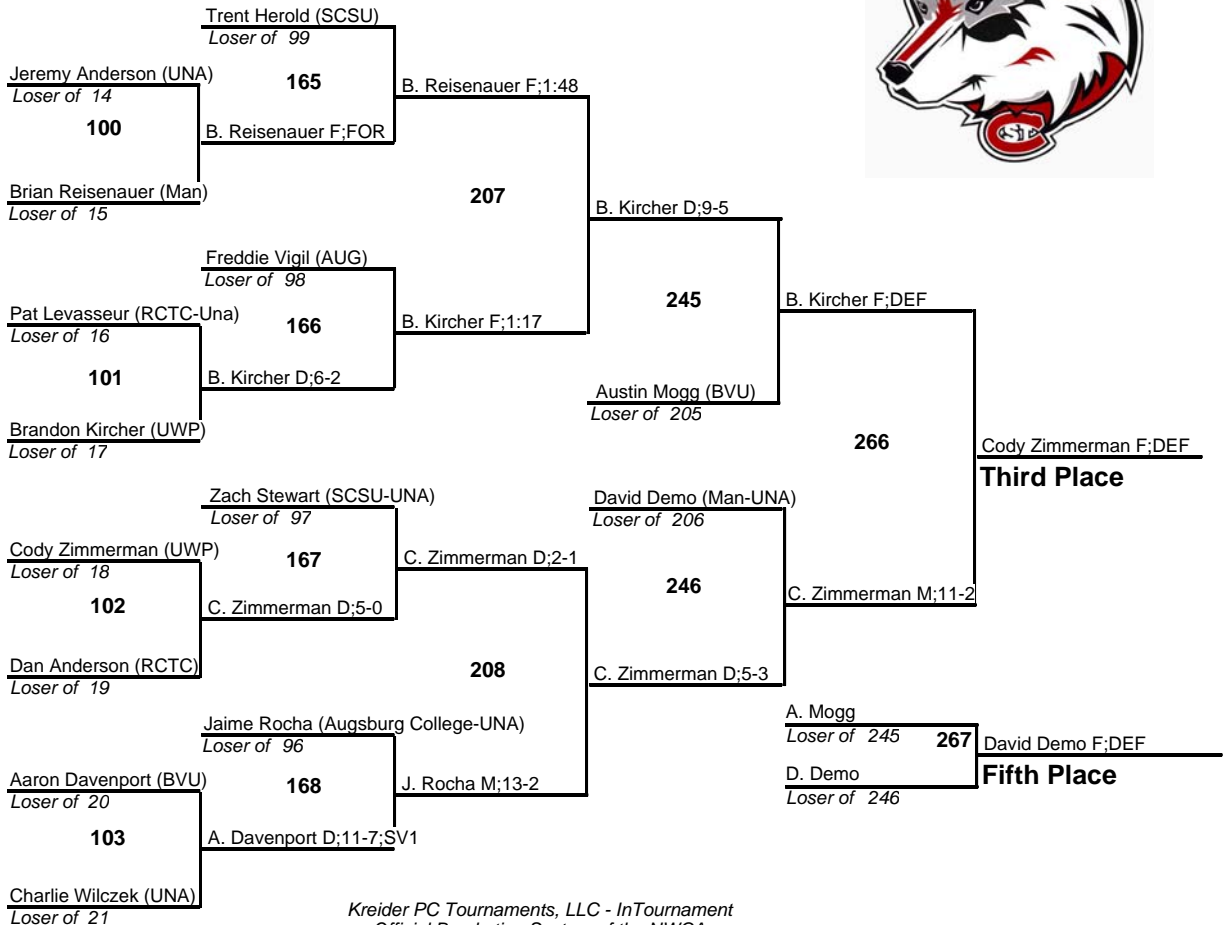 Trent Herold (SCSU)
Loser of 99
Jeremy Anderson (UNA)
Loser of 14
165
B. Reisenauer F;1:48
100
B. Reisenauer F;FOR
Brian Reisenauer (Man)
Loser of 15
207
B. Kircher D;9-5
Freddie Vigil (AUG)
Loser of 98
Pat Levasseur (RCTC-Una)
Loser of 16
166
B. Kircher F;1:17
245
B. Kircher F;DEF
101
B. Kircher D;6-2
Austin Mogg (BVU)
Loser of 205
Brandon Kircher (UWP)
Loser of 17
266
Cody Zimmerman F;DEF
Third Place
Zach Stewart (SCSU-UNA)
Loser of 97
David Demo (Man-UNA)
Loser of 206
Cody Zimmerman (UWP)
Loser of 18
167
C. Zimmerman D;2-1
246
C. Zimmerman M;11-2
102
C. Zimmerman D;5-0
Dan Anderson (RCTC)
Loser of 19
208
C. Zimmerman D;5-3
Jaime Rocha (Augsburg College-UNA)
Loser of 96
A. Mogg
Loser of 245
267
David Demo F;DEF
Fifth Place
D. Demo
Loser of 246
Aaron Davenport (BVU)
Loser of 20
168
J. Rocha M;13-2
103
A. Davenport D;11-7;SV1
Charlie Wilczek (UNA)
Loser of 21
Kreider PC Tournaments, LLC - InTournament